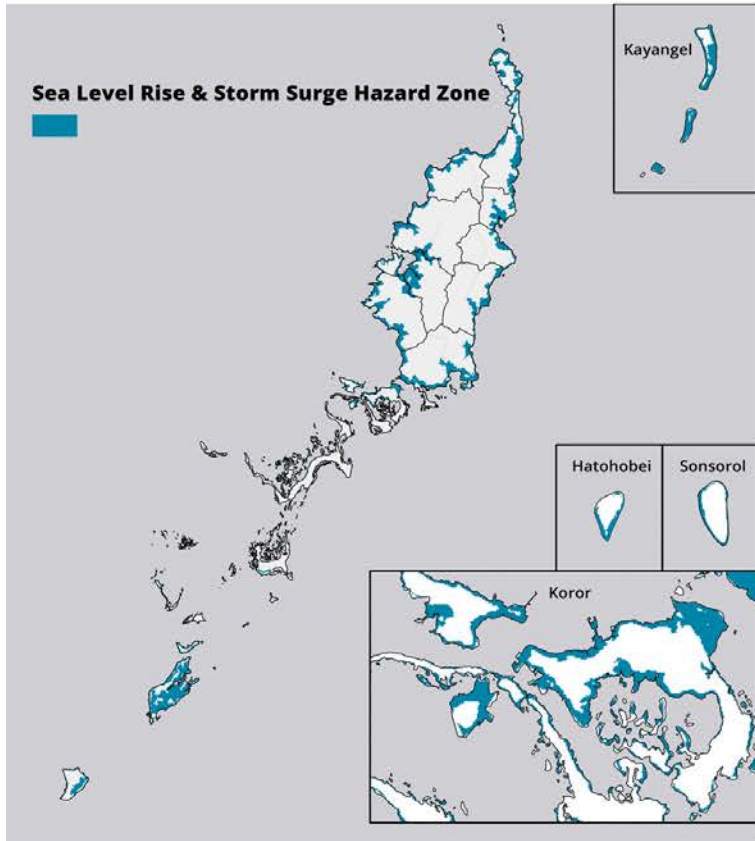 Sea Level Rise & Storm Surge Hazard Zone
Kayangel
Hatohobei
Sonsorol
Koror